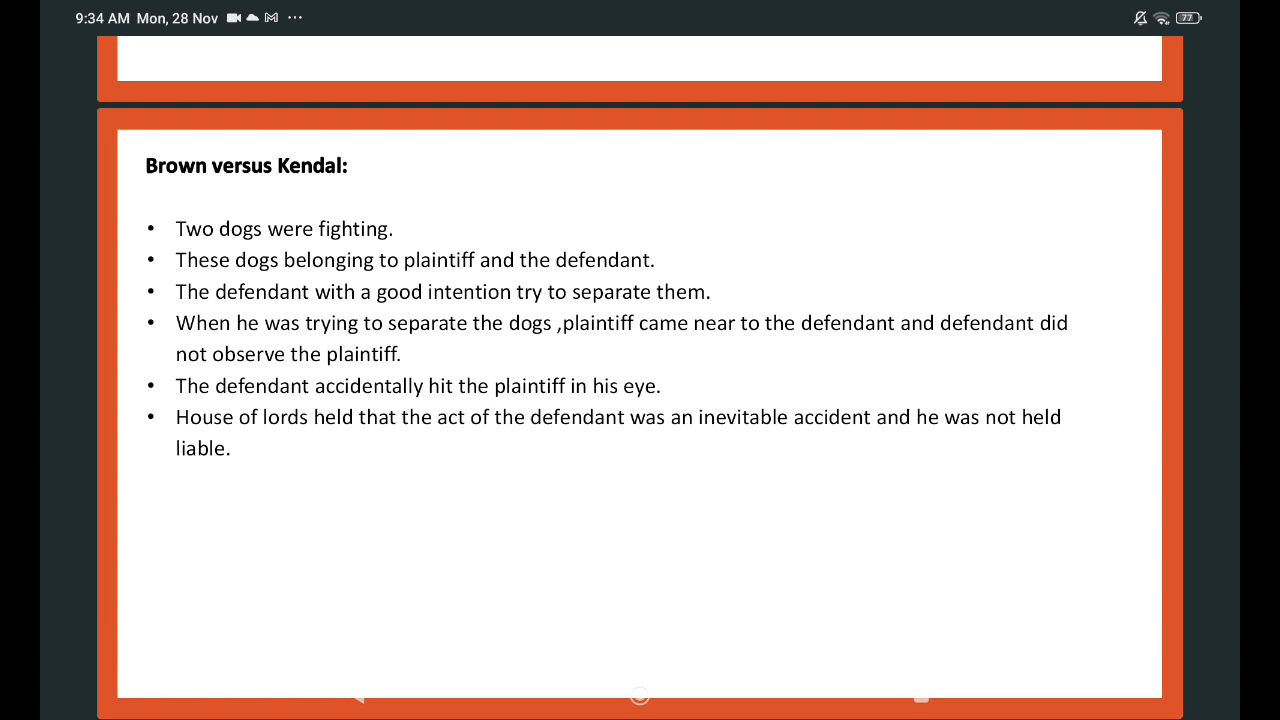 9:34 AM Mon, 28 Nov
77
Brown versus Kendal:
• Two dogs were fighting.
• These dogs belonging to plaintiff and the defendant.
• The defendant with a good intention try to separate them.
• When he was trying to separate the dogs ,plaintiff came near to the defendant and defendant did
not observe the plaintiff.
• The defendant accidentally hit the plaintiff in his eye.
• House of lords held that the act of the defendant was an inevitable accident and he was not held
liable.